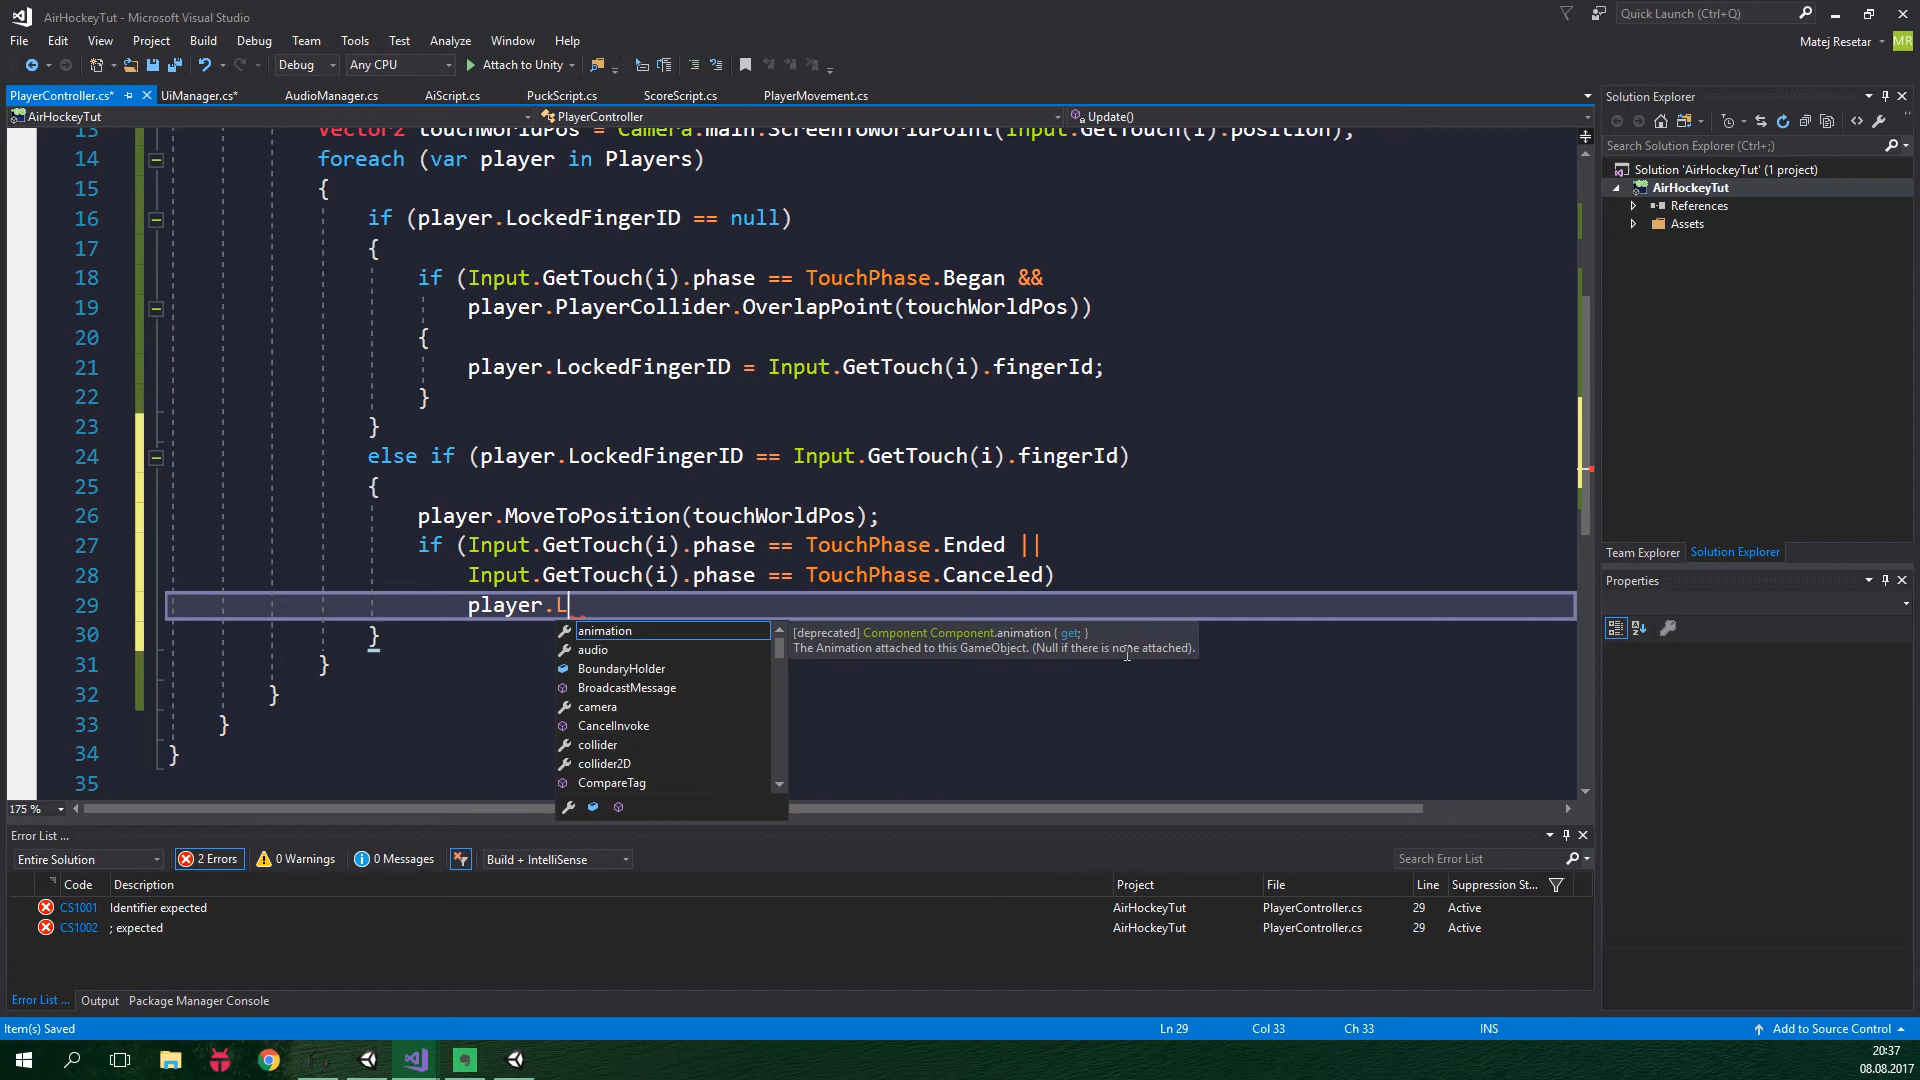 AirHockeyTut - Microsoft Visual Studio
Quick Launch (Ctrl+Q)
File Edit View Project Build Debug Team Tools Test Analyze Window Help
Matej Resetar MR
Debug Any CPU Attach to Unity
PlayerController.cs* UiManager.cs* AudioManager.cs AiScript.cs PuckScript.cs ScoreScript.cs PlayerMovement.cs
AirHockeyTut PlayerController Update()
13 Vector2 touchWorldPos = Camera.main.ScreenToWorldPoint(Input.GetTouch(i).position);
14 foreach (var player in Players)
15 {
16 if (player.LockedFingerID == null)
17 {
18 if (Input.GetTouch(i).phase == TouchPhase.Began &&
19 player.PlayerCollider.OverlapPoint(touchWorldPos))
20 {
21 player.LockedFingerID = Input.GetTouch(i).fingerId;
22 }
23 }
24 else if (player.LockedFingerID == Input.GetTouch(i).fingerId)
25 {
26 player.MoveToPosition(touchWorldPos);
27 if (Input.GetTouch(i).phase == TouchPhase.Ended ||
28 Input.GetTouch(i).phase == TouchPhase.Canceled)
29 player.L
30 }
31 }
32 }
33 }
34 }
35
animation
audio
BoundaryHolder
BroadcastMessage
camera
CancelInvoke
collider
collider2D
CompareTag
[deprecated] Component Component.animation { get; }
The Animation attached to this GameObject. (Null if there is none attached).
175 %
Solution Explorer
Search Solution Explorer (Ctrl+;)
Solution 'AirHockeyTut' (1 project)
AirHockeyTut
References
Assets
Team Explorer Solution Explorer
Properties
Error List ...
Entire Solution 2 Errors 0 Warnings 0 Messages Build + IntelliSense Search Error List
Code Description Project File Line Suppression St...
CS1001 Identifier expected AirHockeyTut PlayerController.cs 29 Active
CS1002 ; expected AirHockeyTut PlayerController.cs 29 Active
Error List ... Output Package Manager Console
Item(s) Saved Ln 29 Col 33 Ch 33 INS Add to Source Control
20:37
08.08.2017